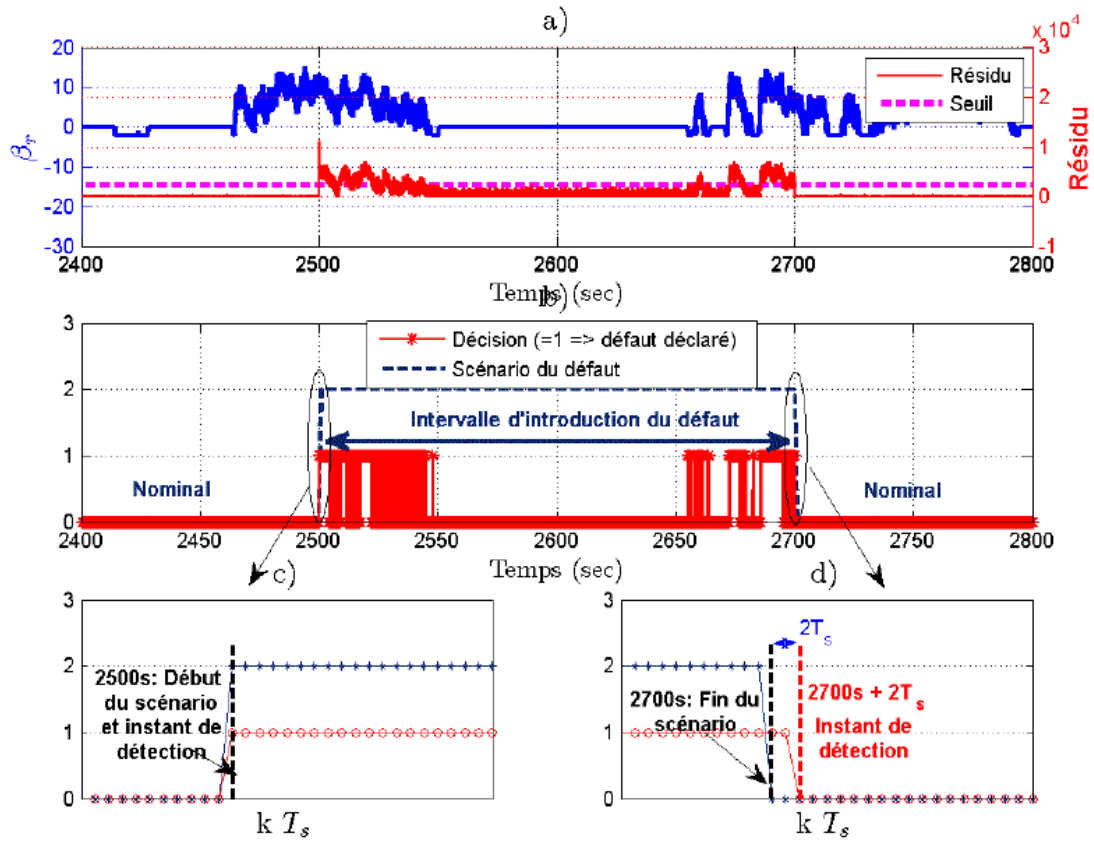 a)
x 10^4
20
10
0
-10
-20
-30
β_r
3
2
1
0
-1
Résidu
Résidu
Seuil
2400
2500
2600
2700
2800
Temps (sec)
b)
3
2
1
0
Décision (=1 => défaut déclaré)
Scénario du défaut
Intervalle d'introduction du défaut
Nominal
Nominal
2400
2450
2500
2550
2600
2650
2700
2750
2800
Temps (sec)
c)
3
2
1
0
2500s: Début
du scénario
et instant de
détection
k T_s
d)
3
2
1
0
2T_s
2700s: Fin du
scénario
2700s + 2T_s
Instant de
détection
k T_s